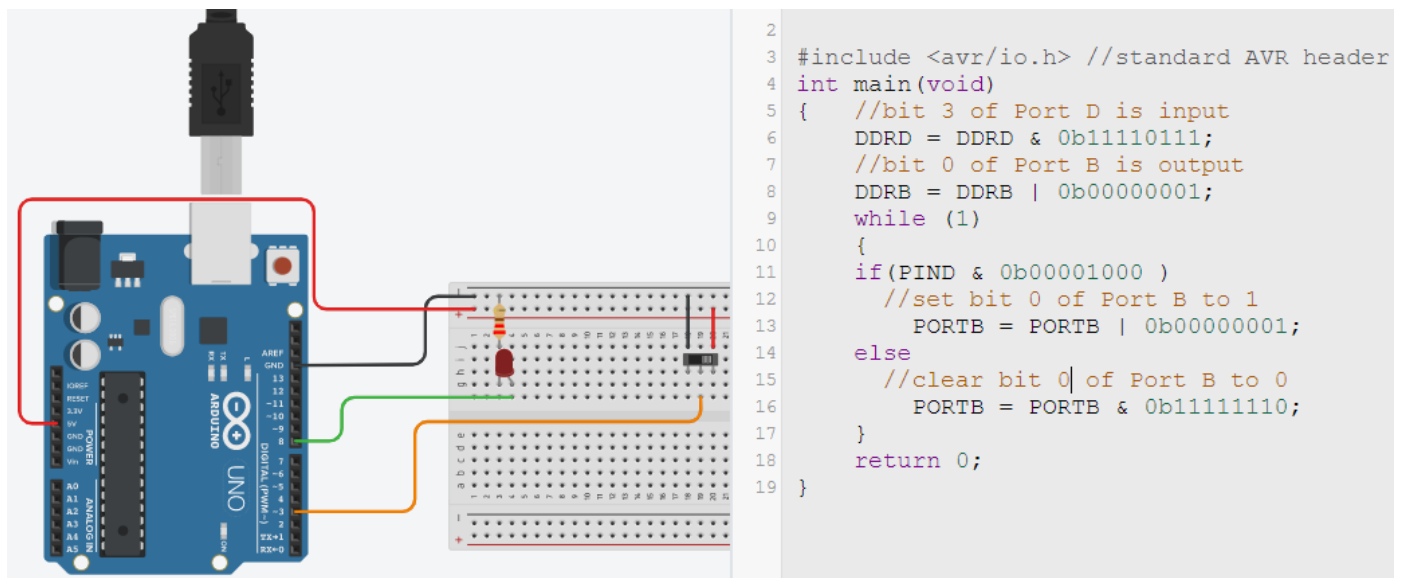 AREF
GND
13
12
~11
~10
~9
8
7
~6
~5
4
~3
2
TX→1
RX←0
DIGITAL (PWM~)
IOREF
RESET
3.3V
5V
GND
GND
Vin
POWER
A0
A1
A2
A3
A4
A5
ANALOG IN
TX
RX
L
ARDUINO
UNO
ON
2
3 #include <avr/io.h> //standard AVR header
4 int main(void)
5 {    //bit 3 of Port D is input
6     DDRD = DDRD & 0b11110111;
7     //bit 0 of Port B is output
8     DDRB = DDRB | 0b00000001;
9     while (1)
10     {
11     if(PIND & 0b00001000 )
12       //set bit 0 of Port B to 1
13         PORTB = PORTB | 0b00000001;
14     else
15       //clear bit 0 of Port B to 0
16         PORTB = PORTB & 0b11111110;
17     }
18     return 0;
19 }